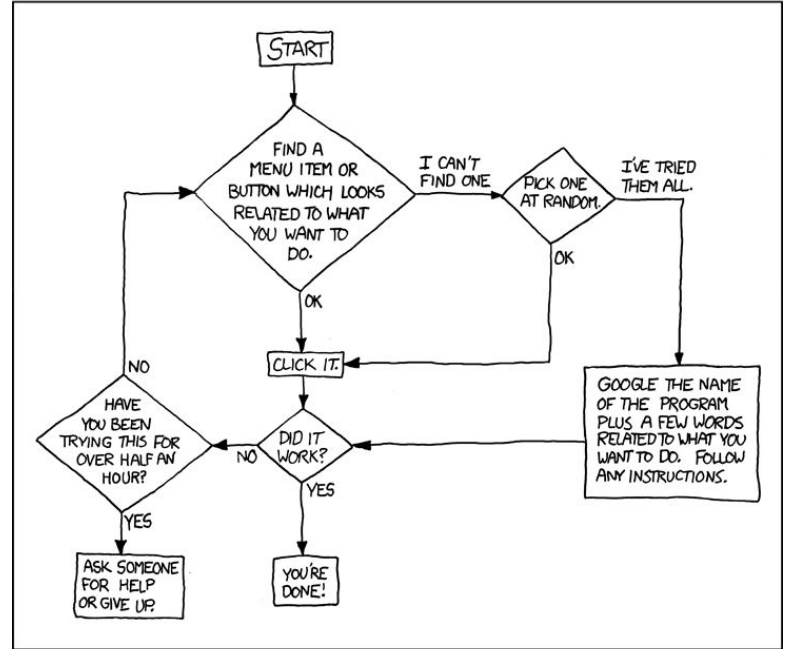 START
FIND A
MENU ITEM OR
BUTTON WHICH LOOKS
RELATED TO WHAT
YOU WANT TO
DO.
I CAN'T
FIND ONE
PICK ONE
AT RANDOM.
I'VE TRIED
THEM ALL.
OK
OK
CLICK IT.
NO
HAVE
YOU BEEN
TRYING THIS FOR
OVER HALF AN
HOUR?
NO
DID IT
WORK?
GOOGLE THE NAME
OF THE PROGRAM
PLUS A FEW WORDS
RELATED TO WHAT YOU
WANT TO DO. FOLLOW
ANY INSTRUCTIONS.
YES
YES
ASK SOMEONE
FOR HELP
OR GIVE UP.
YOU'RE
DONE!